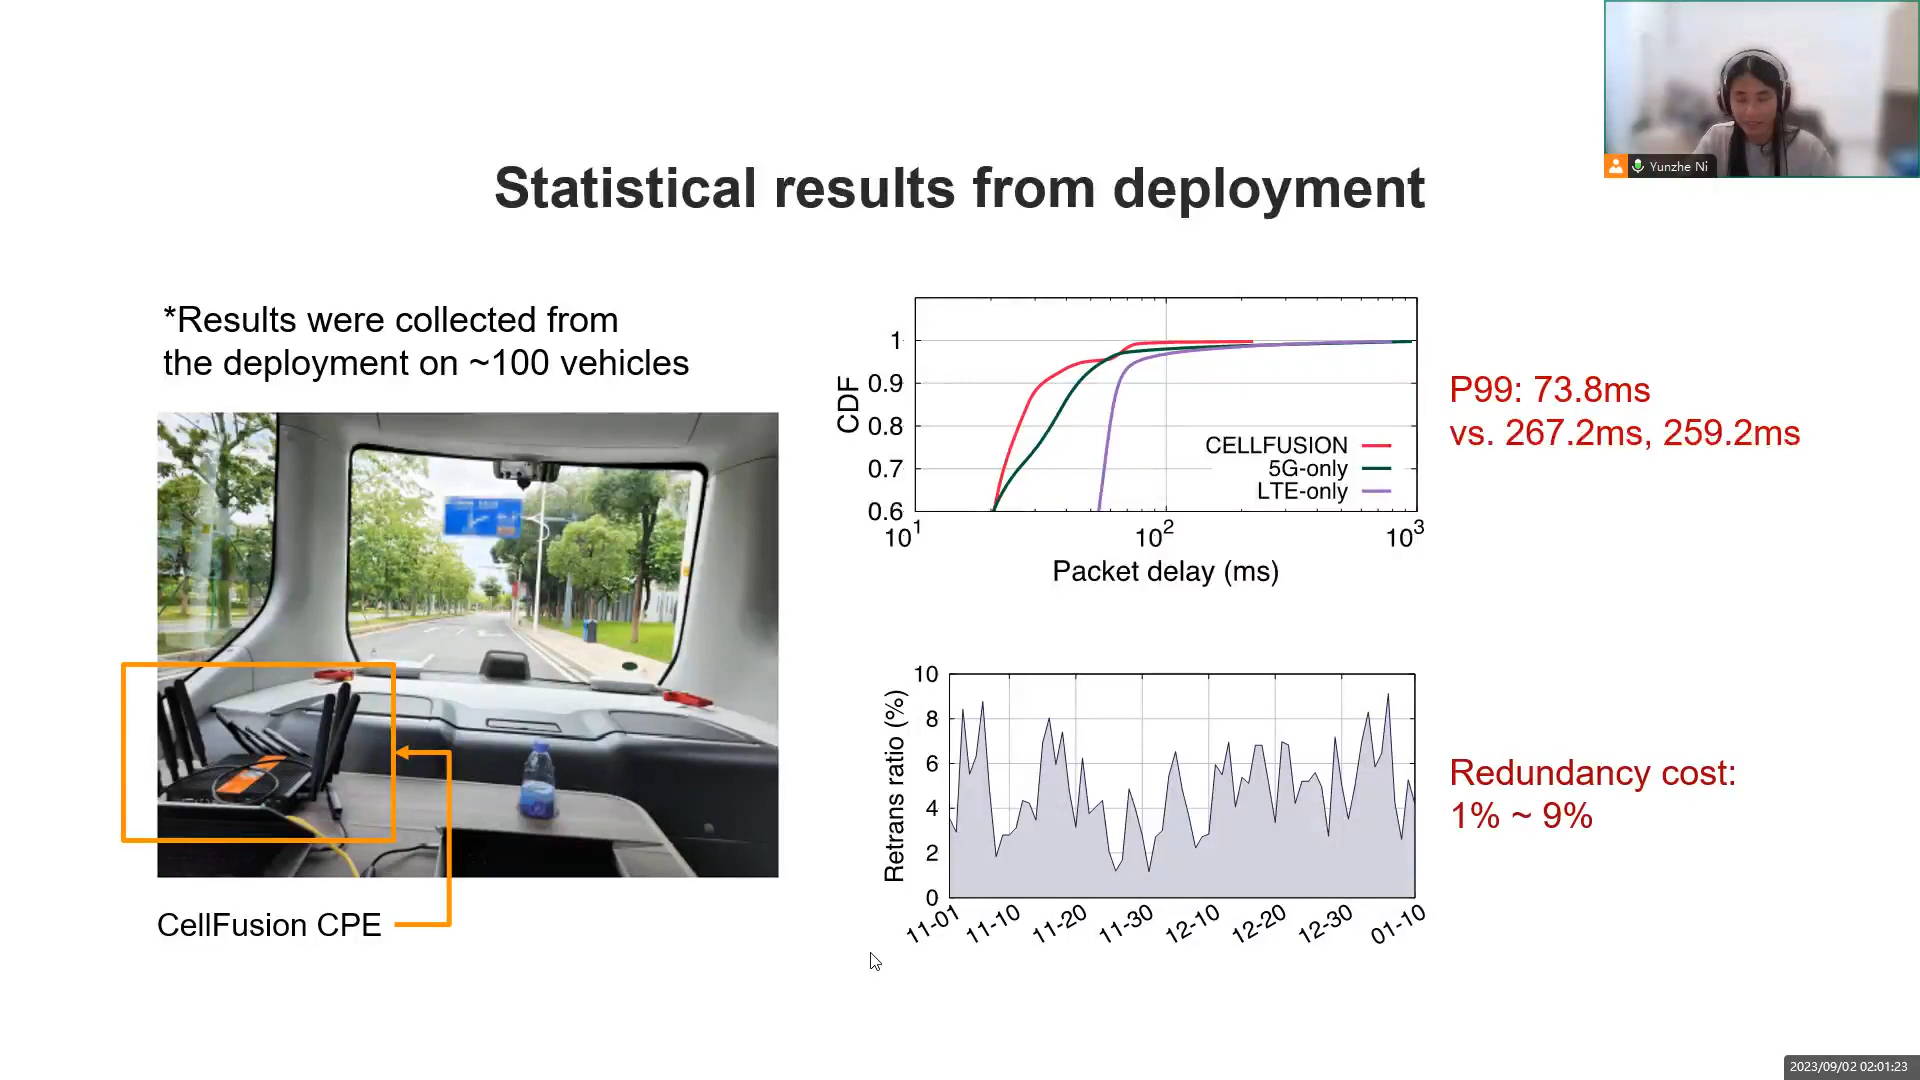 Yunzhe Ni
Statistical results from deployment
*Results were collected from
the deployment on ~100 vehicles
CellFusion CPE
CDF
1
0.9
0.8
0.7
0.6
CELLFUSION
5G-only
LTE-only
10¹
10²
10³
Packet delay (ms)
P99: 73.8ms
vs. 267.2ms, 259.2ms
Retrans ratio (%)
10
8
6
4
2
0
11-01
11-10
11-20
11-30
12-10
12-20
12-30
01-10
Redundancy cost:
1% ~ 9%
2023/09/02 02:01:23